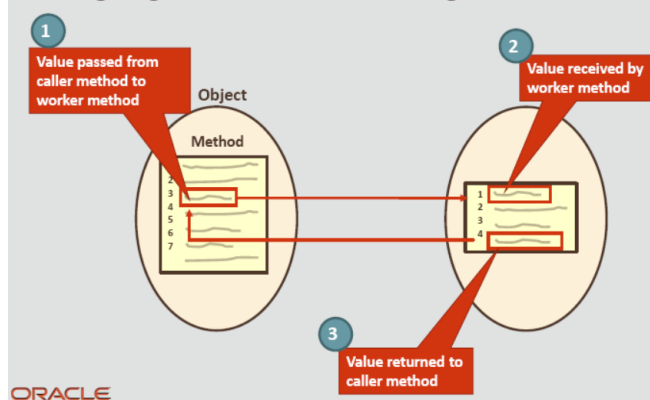 1
Value passed from
caller method to
worker method
2
Value received by
worker method
Object
Method
2
3
4
5
6
7
1
2
3
4
3
Value returned to
caller method
ORACLE